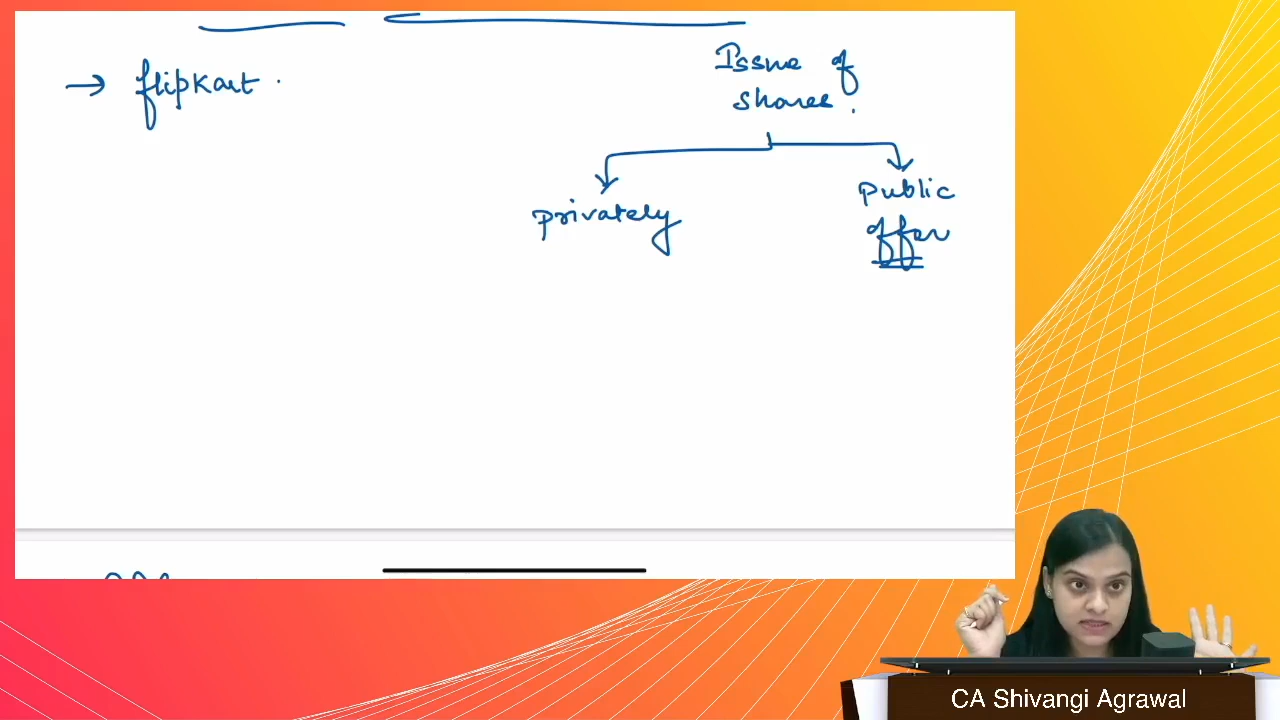 → flipkart.
Issue of
shares.
privately
public
offer
CA Shivangi Agrawal